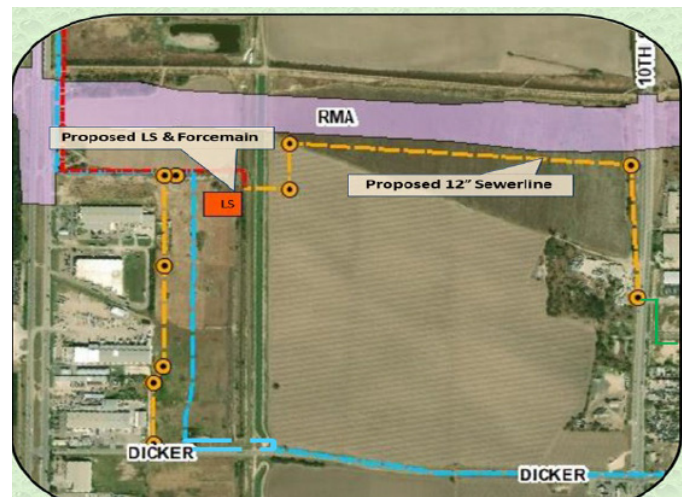 10TH
RMA
Proposed LS & Forcemain
Proposed 12” Sewerline
LS
DICKER
DICKER